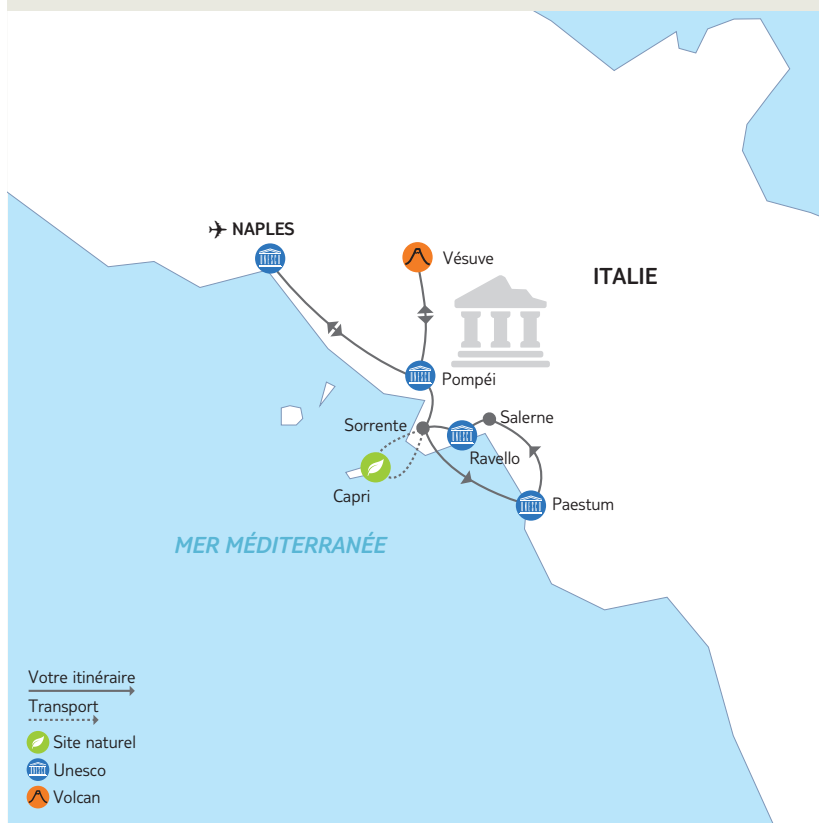 NAPLES
Vésuve
ITALIE
Pompéi
Sorrente
Salerne
Ravello
Capri
Paestum
MER MÉDITERRANÉE
Votre itinéraire
Transport
Site naturel
Unesco
Volcan